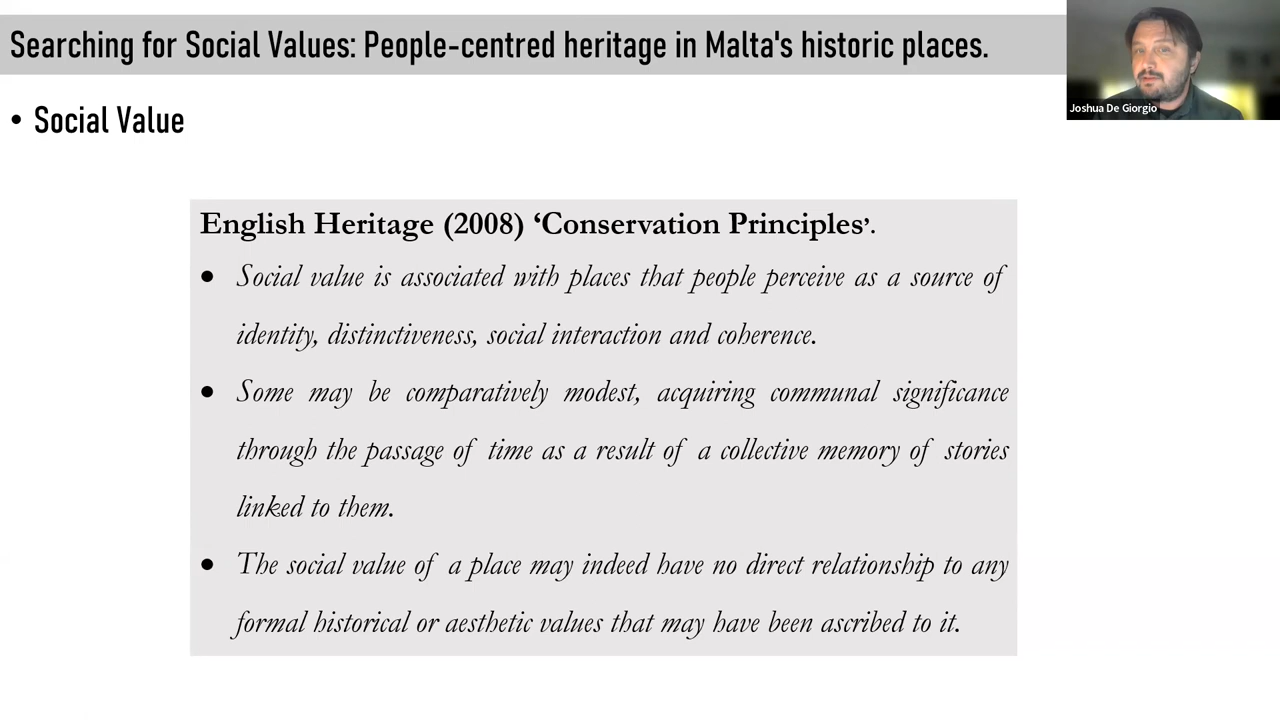 Searching for Social Values: People-centred heritage in Malta's historic places.
Joshua De Giorgio
• Social Value
English Heritage (2008) ‘Conservation Principles’.
• Social value is associated with places that people perceive as a source of
identity, distinctiveness, social interaction and coherence.
• Some may be comparatively modest, acquiring communal significance
through the passage of time as a result of a collective memory of stories
linked to them.
• The social value of a place may indeed have no direct relationship to any
formal historical or aesthetic values that may have been ascribed to it.